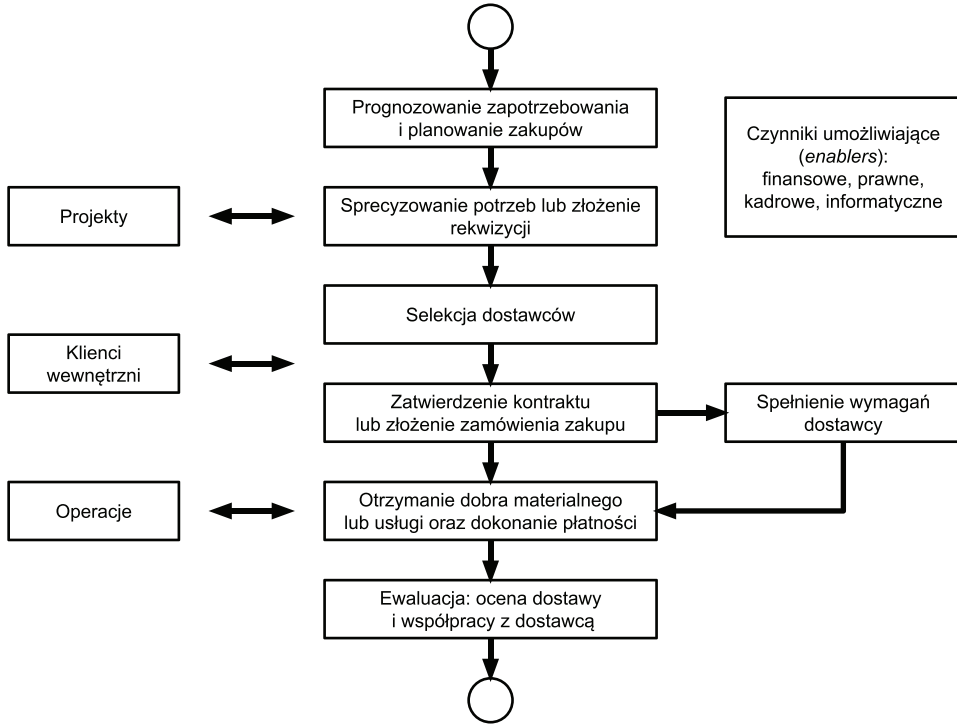 Prognozowanie zapotrzebowania
i planowanie zakupów
Czynniki umożliwiające
(enablers):
finansowe, prawne,
kadrowe, informatyczne
Projekty
Sprecyzowanie potrzeb lub złożenie
rekwizycji
Selekcja dostawców
Klienci
wewnętrzni
Zatwierdzenie kontraktu
lub złożenie zamówienia zakupu
Spełnienie wymagań
dostawcy
Operacje
Otrzymanie dobra materialnego
lub usługi oraz dokonanie płatności
Ewaluacja: ocena dostawy
i współpracy z dostawcą